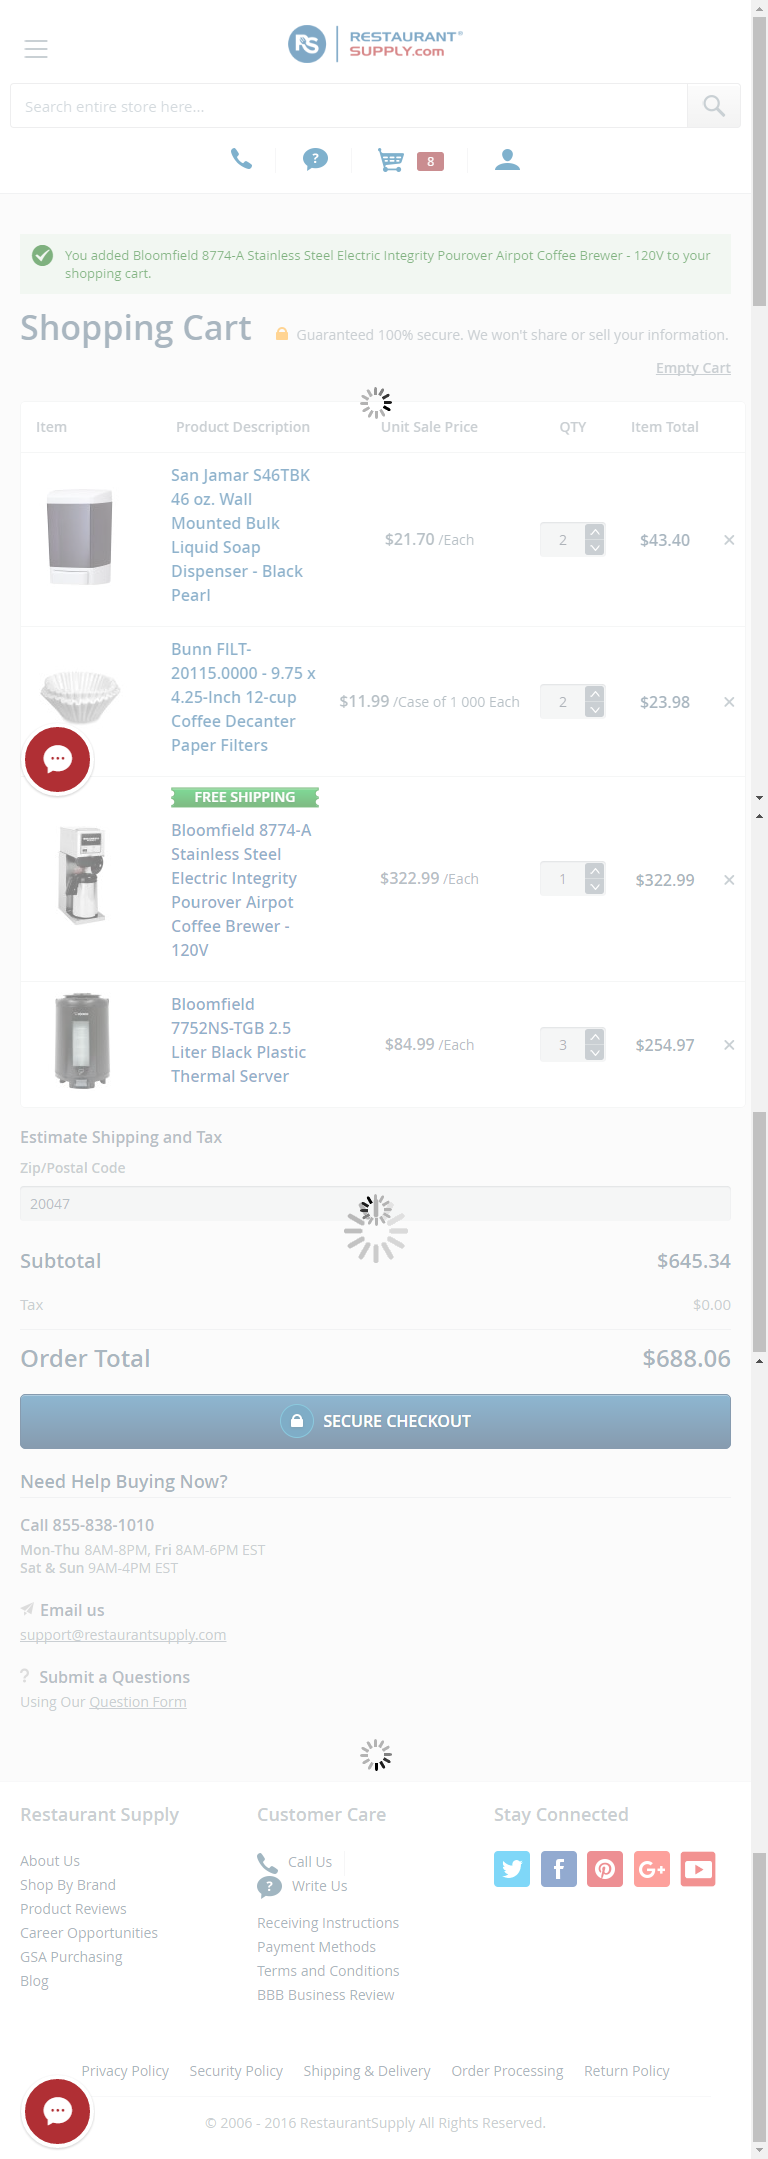 RS RESTAURANT®
SUPPLY.com
Search entire store here...
? 8
You added Bloomfield 8774-A Stainless Steel Electric Integrity Pourover Airpot Coffee Brewer - 120V to your
shopping cart.
Shopping Cart Guaranteed 100% secure. We won't share or sell your information.
Empty Cart
Item Product Description Unit Sale Price QTY Item Total
San Jamar S46TBK
46 oz. Wall
Mounted Bulk
Liquid Soap
Dispenser - Black
Pearl
$21.70 /Each 2 $43.40
Bunn FILT-
20115.0000 - 9.75 x
4.25-Inch 12-cup
Coffee Decanter
Paper Filters
$11.99 /Case of 1 000 Each 2 $23.98
FREE SHIPPING
Bloomfield 8774-A
Stainless Steel
Electric Integrity
Pourover Airpot
Coffee Brewer -
120V
$322.99 /Each 1 $322.99
Bloomfield
7752NS-TGB 2.5
Liter Black Plastic
Thermal Server
$84.99 /Each 3 $254.97
Estimate Shipping and Tax
Zip/Postal Code
20047
Subtotal $645.34
Tax $0.00
Order Total $688.06
SECURE CHECKOUT
Need Help Buying Now?
Call 855-838-1010
Mon-Thu 8AM-8PM, Fri 8AM-6PM EST
Sat & Sun 9AM-4PM EST
Email us
support@restaurantsupply.com
? Submit a Questions
Using Our Question Form
Restaurant Supply Customer Care Stay Connected
About Us
Shop By Brand
Product Reviews
Career Opportunities
GSA Purchasing
Blog
Call Us
? Write Us
Receiving Instructions
Payment Methods
Terms and Conditions
BBB Business Review
Privacy Policy Security Policy Shipping & Delivery Order Processing Return Policy
© 2006 - 2016 RestaurantSupply All Rights Reserved.